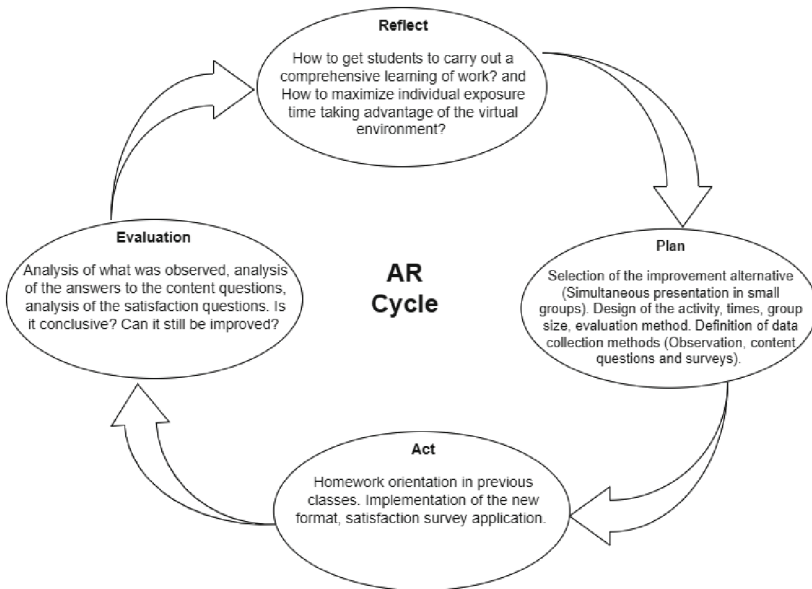 Reflect
How to get students to carry out a
comprehensive learning of work? and
How to maximize individual exposure
time taking advantage of the virtual
environment?
Plan
Selection of the improvement alternative
(Simultaneous presentation in small
groups). Design of the activity, times, group
size, evaluation method. Definition of data
collection methods (Observation, content
questions and surveys).
Act
Homework orientation in previous
classes. Implementation of the new
format, satisfaction survey application.
Evaluation
Analysis of what was observed, analysis
of the answers to the content questions,
analysis of the satisfaction questions. Is
it conclusive? Can it still be improved?
AR
Cycle